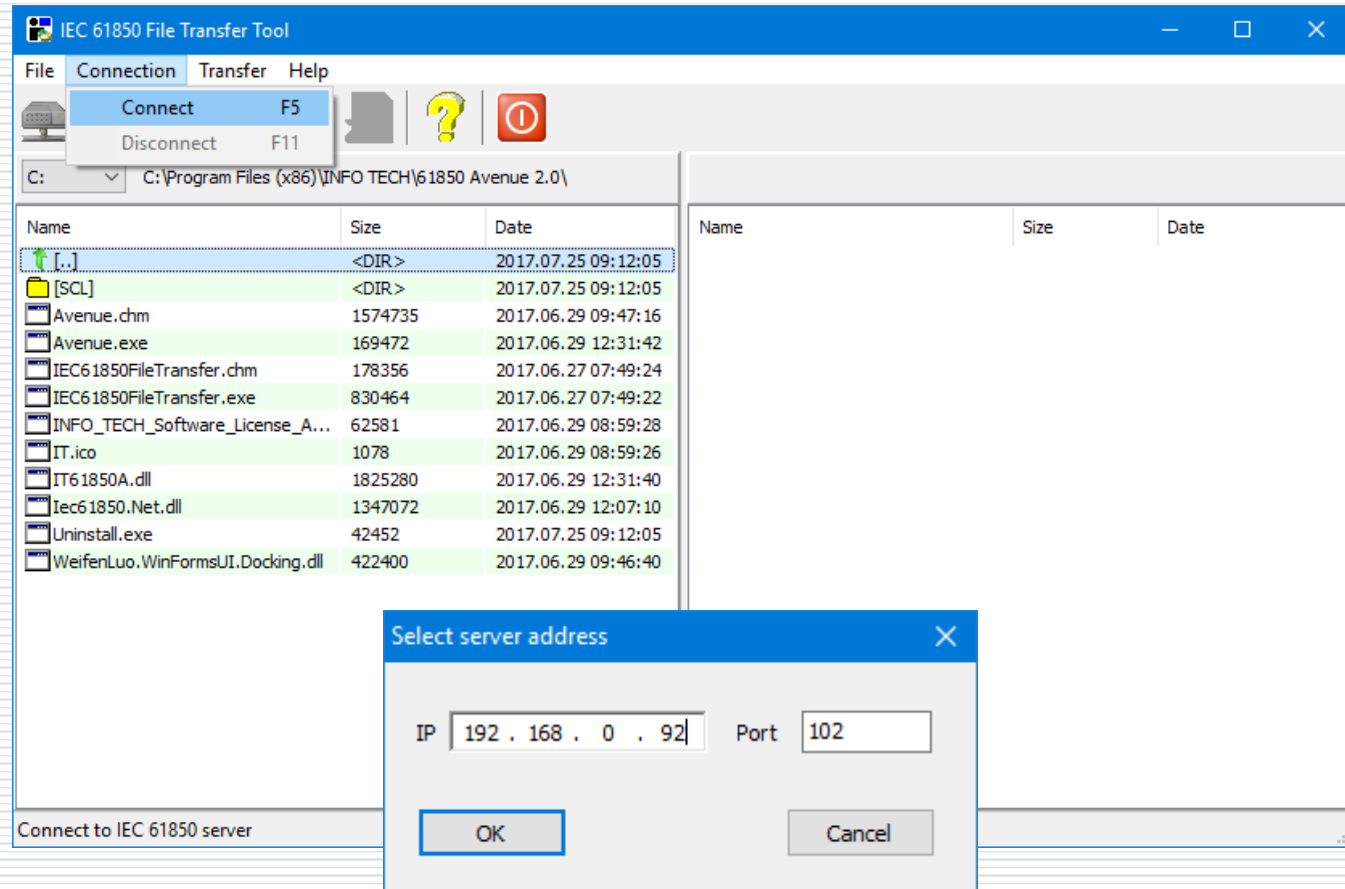 IEC 61850 File Transfer Tool
File Connection Transfer Help
Connect F5
Disconnect F11
C: C:\Program Files (x86)\INFO TECH\61850 Avenue 2.0\
Name Size Date Name Size Date
[..] <DIR> 2017.07.25 09:12:05
[SCL] <DIR> 2017.07.25 09:12:05
Avenue.chm 1574735 2017.06.29 09:47:16
Avenue.exe 169472 2017.06.29 12:31:42
IEC61850FileTransfer.chm 178356 2017.06.27 07:49:24
IEC61850FileTransfer.exe 830464 2017.06.27 07:49:22
INFO_TECH_Software_License_A... 62581 2017.06.29 08:59:28
IT.ico 1078 2017.06.29 08:59:26
IT61850A.dll 1825280 2017.06.29 12:31:40
Iec61850.Net.dll 1347072 2017.06.29 12:07:10
Uninstall.exe 42452 2017.07.25 09:12:05
WeifenLuo.WinFormsUI.Docking.dll 422400 2017.06.29 09:46:40
Select server address
IP 192 . 168 . 0 . 92 Port 102
OK Cancel
Connect to IEC 61850 server